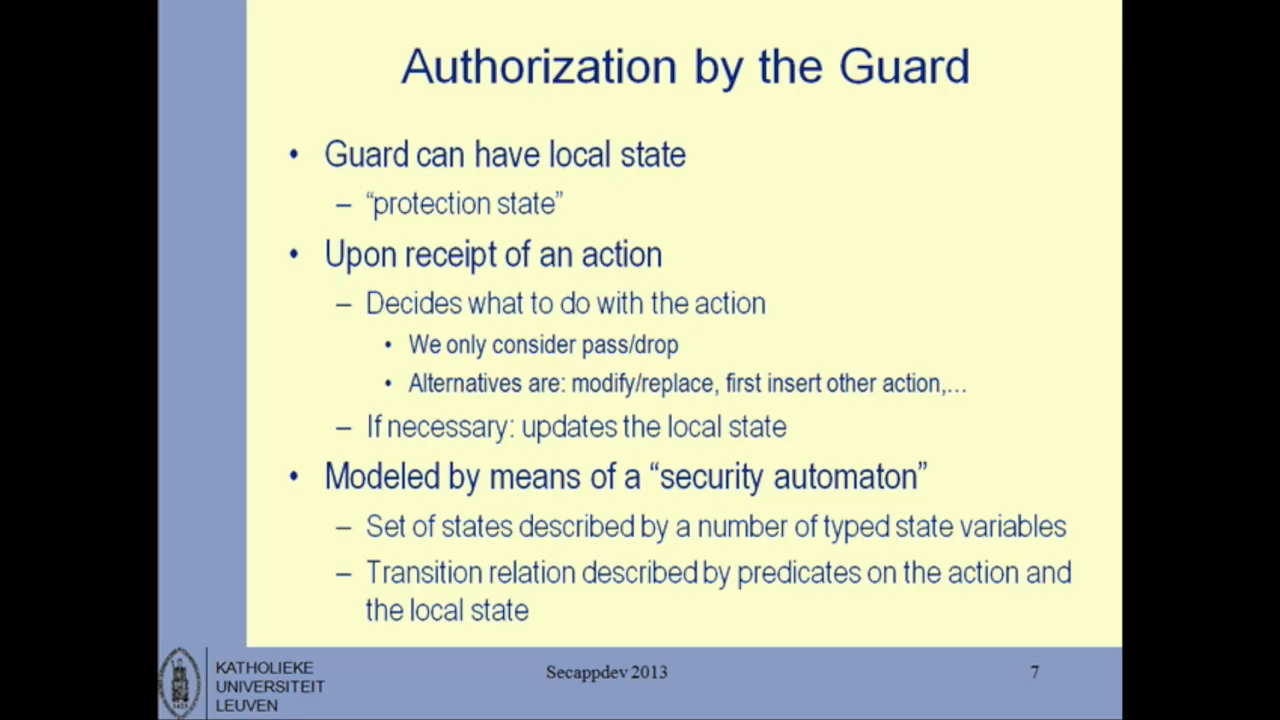 Authorization by the Guard
• Guard can have local state
– “protection state”
• Upon receipt of an action
– Decides what to do with the action
• We only consider pass/drop
• Alternatives are: modify/replace, first insert other action,…
– If necessary: updates the local state
• Modeled by means of a “security automaton”
– Set of states described by a number of typed state variables
– Transition relation described by predicates on the action and
the local state
KATHOLIEKE
UNIVERSITEIT
LEUVEN
Secappdev 2013
7